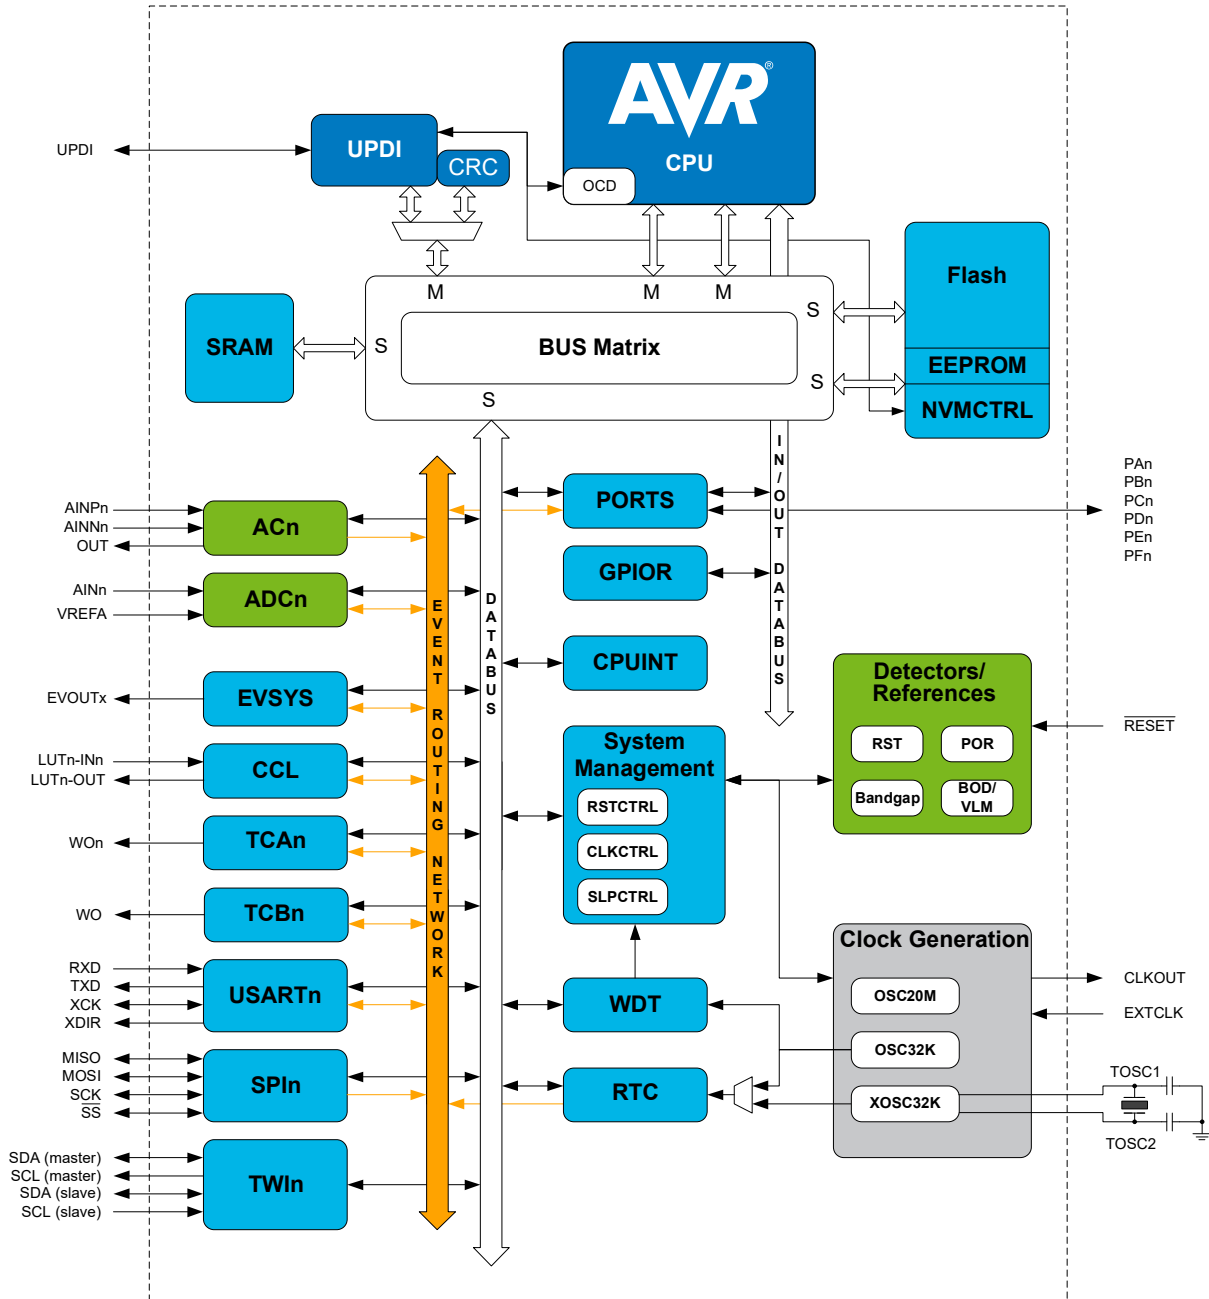 AVR®
CPU
OCD
UPDI
UPDI
CRC
M
M
M
S
S
S
S
BUS Matrix
SRAM
Flash
EEPROM
NVMCTRL
IN/OUT DATABUS
DATABUS
EVENT ROUTING NETWORK
PORTS
PAn
PBn
PCn
PDn
PEn
PFn
GPIOR
CPUINT
AINPn
AINNn
OUT
ACn
AINn
VREFA
ADCn
EVOUTx
EVSYS
LUTn-INn
LUTn-OUT
CCL
WOn
TCAn
WO
TCBn
RXD
TXD
XCK
XDIR
USARTn
MISO
MOSI
SCK
SS
SPIn
SDA (master)
SCL (master)
SDA (slave)
SCL (slave)
TWIn
System
Management
RSTCTRL
CLKCTRL
SLPCTRL
WDT
RTC
Detectors/
References
RST
POR
Bandgap
BOD/
VLM
RESET
Clock Generation
OSC20M
OSC32K
XOSC32K
CLKOUT
EXTCLK
TOSC1
TOSC2